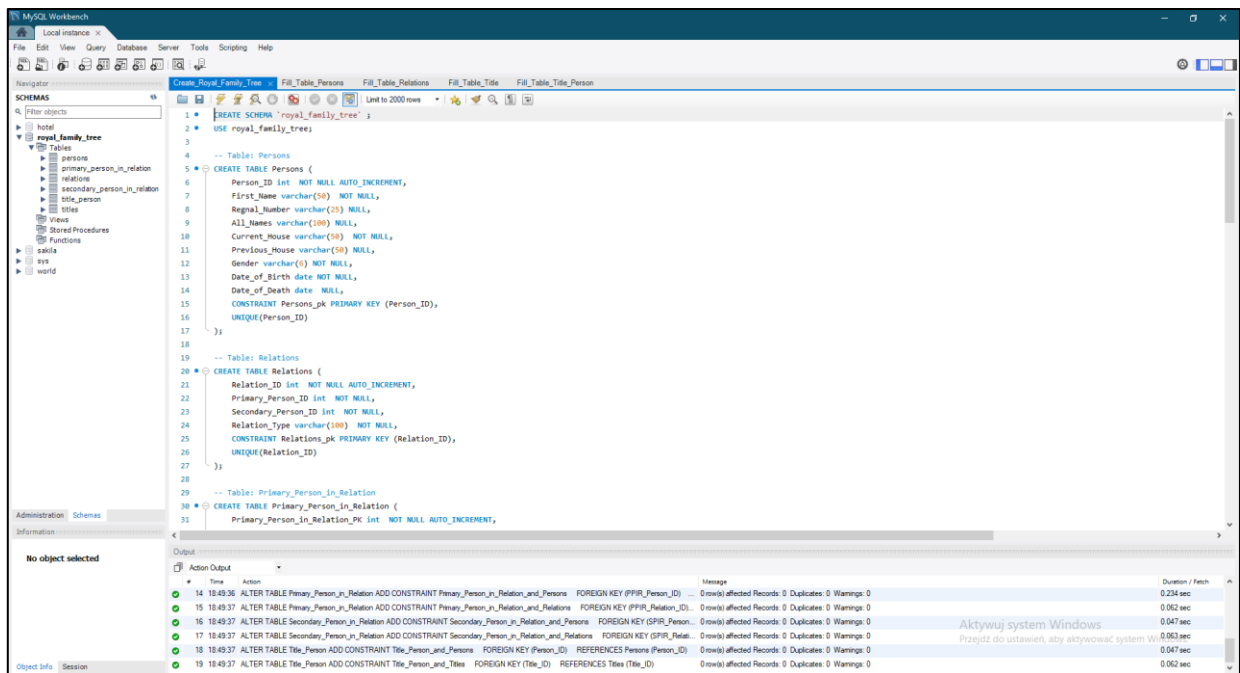 MySQL Workbench
Local instance ×
File Edit View Query Database Server Tools Scripting Help
Navigator
SCHEMAS
Filter objects
hotel
royal_family_tree
Tables
persons
primary_person_in_relation
relations
secondary_person_in_relation
title_person
titles
Views
Stored Procedures
Functions
sakila
sys
world
Administration Schemas
Information
No object selected
Object Info Session
Create_Royal_Family_Tree × Fill_Table_Persons Fill_Table_Relations Fill_Table_Title Fill_Table_Title_Person
Limit to 2000 rows
1 CREATE SCHEMA `royal_family_tree` ;
2 USE royal_family_tree;
3
4 -- Table: Persons
5 CREATE TABLE Persons (
6 Person_ID int NOT NULL AUTO_INCREMENT,
7 First_Name varchar(50) NOT NULL,
8 Regnal_Number varchar(25) NULL,
9 All_Names varchar(100) NULL,
10 Current_House varchar(50) NOT NULL,
11 Previous_House varchar(50) NULL,
12 Gender varchar(6) NOT NULL,
13 Date_of_Birth date NOT NULL,
14 Date_of_Death date NULL,
15 CONSTRAINT Persons_pk PRIMARY KEY (Person_ID),
16 UNIQUE(Person_ID)
17 );
18
19 -- Table: Relations
20 CREATE TABLE Relations (
21 Relation_ID int NOT NULL AUTO_INCREMENT,
22 Primary_Person_ID int NOT NULL,
23 Secondary_Person_ID int NOT NULL,
24 Relation_Type varchar(100) NOT NULL,
25 CONSTRAINT Relations_pk PRIMARY KEY (Relation_ID),
26 UNIQUE(Relation_ID)
27 );
28
29 -- Table: Primary_Person_in_Relation
30 CREATE TABLE Primary_Person_in_Relation (
31 Primary_Person_in_Relation_PK int NOT NULL AUTO_INCREMENT,
Output
Action Output
# Time Action Message Duration / Fetch
14 18:49:36 ALTER TABLE Primary_Person_in_Relation ADD CONSTRAINT Primary_Person_in_Relation_and_Persons FOREIGN KEY (PPIR_Person_ID) ... 0 row(s) affected Records: 0 Duplicates: 0 Warnings: 0 0.234 sec
15 18:49:37 ALTER TABLE Primary_Person_in_Relation ADD CONSTRAINT Primary_Person_in_Relation_and_Relations FOREIGN KEY (PPIR_Relation_ID)... 0 row(s) affected Records: 0 Duplicates: 0 Warnings: 0 0.062 sec
16 18:49:37 ALTER TABLE Secondary_Person_in_Relation ADD CONSTRAINT Secondary_Person_in_Relation_and_Persons FOREIGN KEY (SPIR_Person... 0 row(s) affected Records: 0 Duplicates: 0 Warnings: 0 0.047 sec
17 18:49:37 ALTER TABLE Secondary_Person_in_Relation ADD CONSTRAINT Secondary_Person_in_Relation_and_Relations FOREIGN KEY (SPIR_Relati... 0 row(s) affected Records: 0 Duplicates: 0 Warnings: 0 0.063 sec
18 18:49:37 ALTER TABLE Title_Person ADD CONSTRAINT Title_Person_and_Persons FOREIGN KEY (Person_ID) REFERENCES Persons (Person_ID) 0 row(s) affected Records: 0 Duplicates: 0 Warnings: 0 0.047 sec
19 18:49:37 ALTER TABLE Title_Person ADD CONSTRAINT Title_Person_and_Titles FOREIGN KEY (Title_ID) REFERENCES Titles (Title_ID) 0 row(s) affected Records: 0 Duplicates: 0 Warnings: 0 0.062 sec
Aktywuj system Windows
Przejdź do ustawień, aby aktywować system